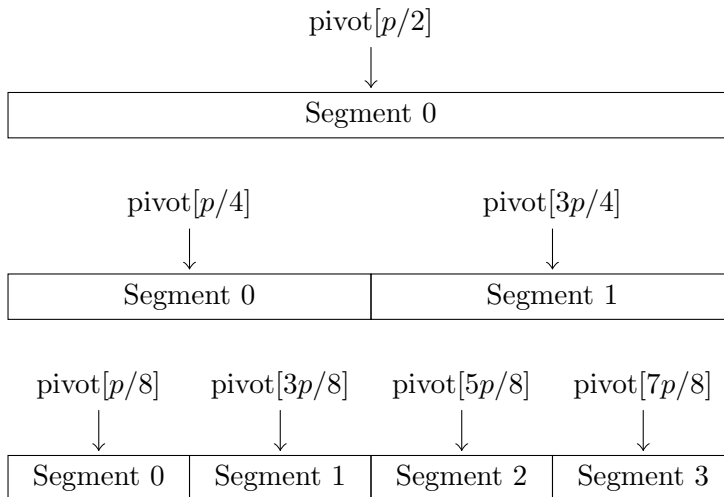 pivot[p/2]
Segment 0
pivot[p/4] pivot[3p/4]
Segment 0 Segment 1
pivot[p/8] pivot[3p/8] pivot[5p/8] pivot[7p/8]
Segment 0 Segment 1 Segment 2 Segment 3